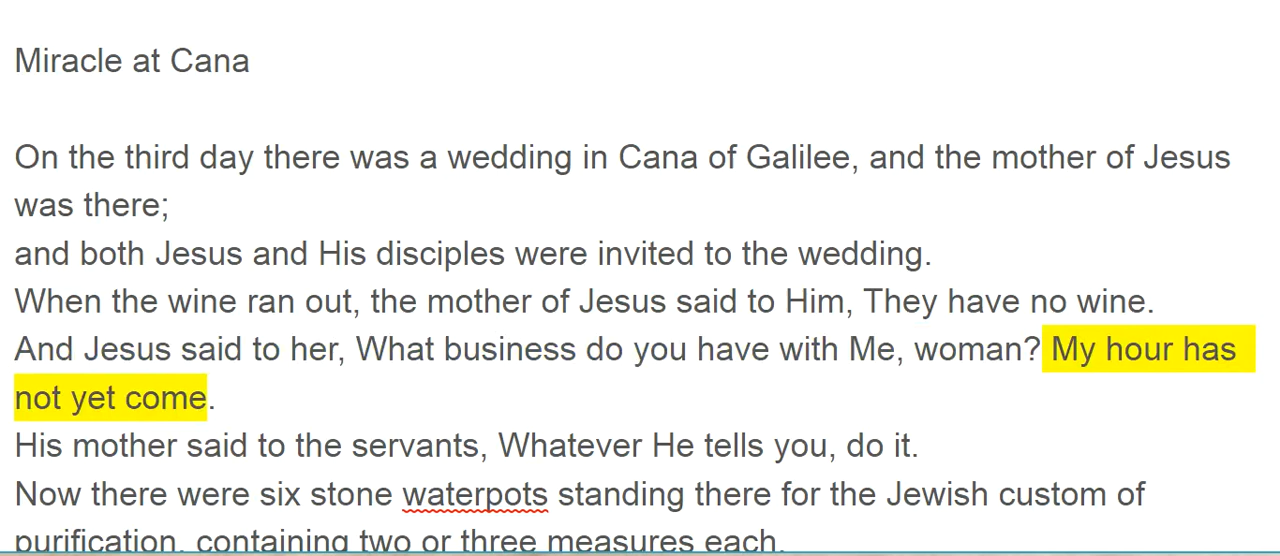 Miracle at Cana
On the third day there was a wedding in Cana of Galilee, and the mother of Jesus
was there;
and both Jesus and His disciples were invited to the wedding.
When the wine ran out, the mother of Jesus said to Him, They have no wine.
And Jesus said to her, What business do you have with Me, woman? My hour has
not yet come.
His mother said to the servants, Whatever He tells you, do it.
Now there were six stone waterpots standing there for the Jewish custom of
purification, containing two or three measures each.